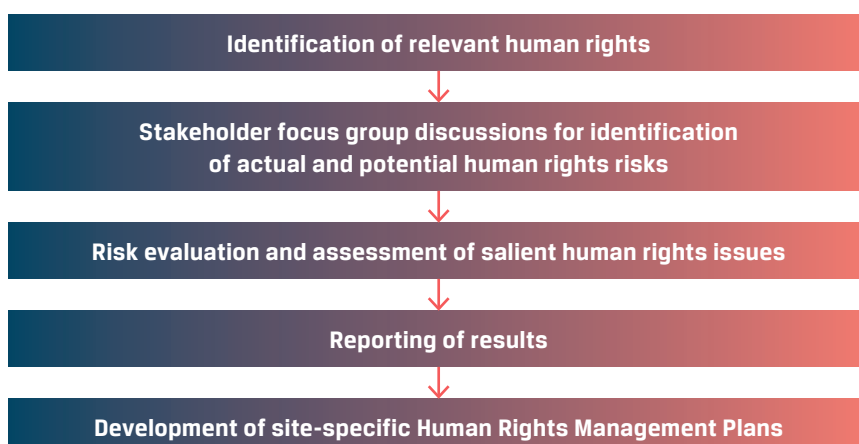 Identification of relevant human rights
Stakeholder focus group discussions for identification
of actual and potential human rights risks
Risk evaluation and assessment of salient human rights issues
Reporting of results
Development of site-specific Human Rights Management Plans